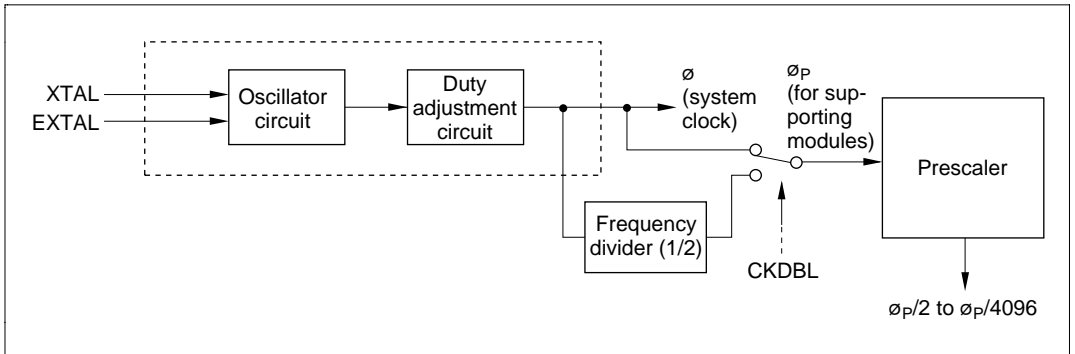 XTAL
EXTAL
Oscillator
circuit
Duty
adjustment
circuit
ø
(system
clock)
øP
(for sup-
porting
modules)
Prescaler
Frequency
divider (1/2)
CKDBL
øP/2 to øP/4096